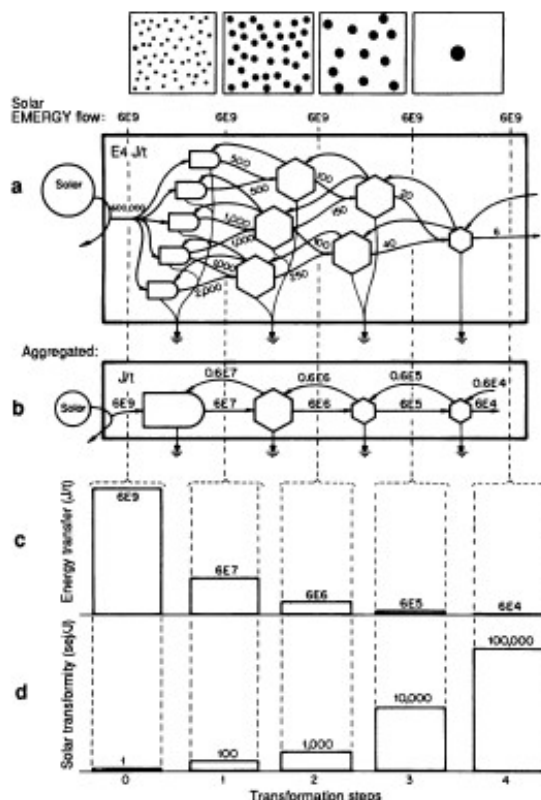 Solar
EMERGY flow:
6E9 6E9 6E9 6E9 6E9
E4 J/t
a
Solar
600,000
500
500
1,000
1,000
1,000
2,000
100
150
100
250
20
40
6
Aggregated:
J/t
b
Solar
6E9
0.6E7
6E7
0.6E6
6E6
0.6E5
6E5
0.6E4
6E4
c
Energy transfer (J/t)
6E9
6E7
6E6
6E5
6E4
d
Solar transformity (sej/J)
1
100
1,000
10,000
100,000
0 1 2 3 4
Transformation steps